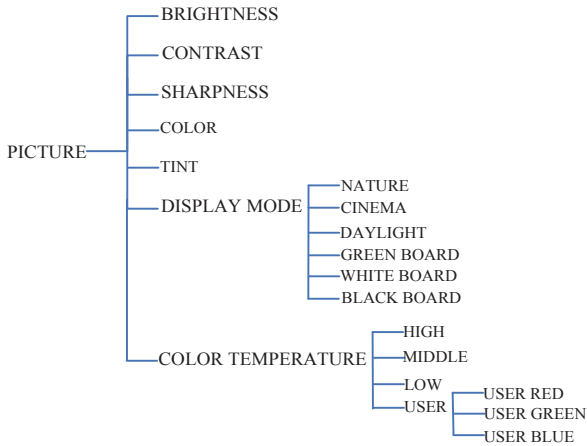 BRIGHTNESS
CONTRAST
SHARPNESS
COLOR
PICTURE
TINT
DISPLAY MODE
NATURE
CINEMA
DAYLIGHT
GREEN BOARD
WHITE BOARD
BLACK BOARD
COLOR TEMPERATURE
HIGH
MIDDLE
LOW
USER
USER RED
USER GREEN
USER BLUE